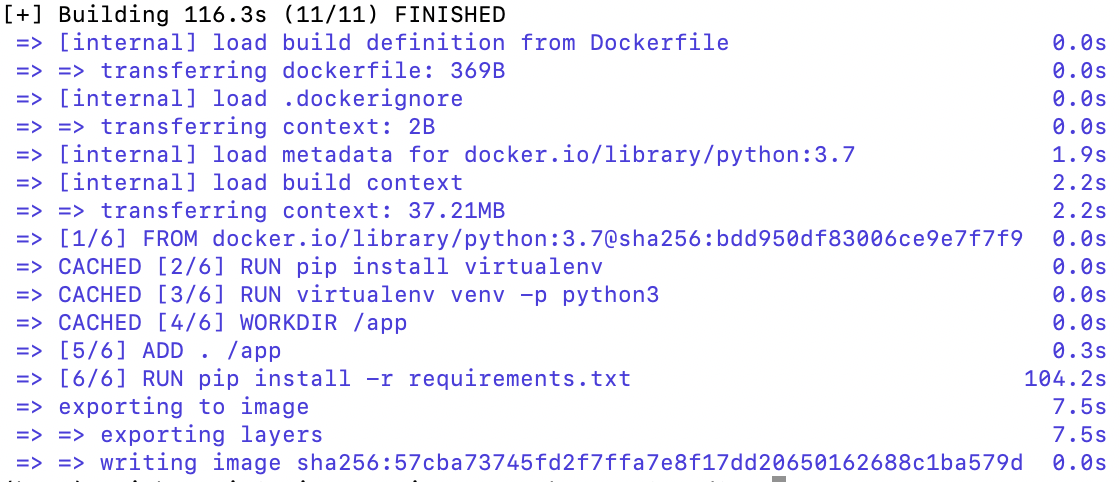 [+] Building 116.3s (11/11) FINISHED
=> [internal] load build definition from Dockerfile 0.0s
=> => transferring dockerfile: 369B 0.0s
=> [internal] load .dockerignore 0.0s
=> => transferring context: 2B 0.0s
=> [internal] load metadata for docker.io/library/python:3.7 1.9s
=> [internal] load build context 2.2s
=> => transferring context: 37.21MB 2.2s
=> [1/6] FROM docker.io/library/python:3.7@sha256:bdd950df83006ce9e7f7f9 0.0s
=> CACHED [2/6] RUN pip install virtualenv 0.0s
=> CACHED [3/6] RUN virtualenv venv -p python3 0.0s
=> CACHED [4/6] WORKDIR /app 0.0s
=> [5/6] ADD . /app 0.3s
=> [6/6] RUN pip install -r requirements.txt 104.2s
=> exporting to image 7.5s
=> => exporting layers 7.5s
=> => writing image sha256:57cba73745fd2f7ffa7e8f17dd20650162688c1ba579d 0.0s